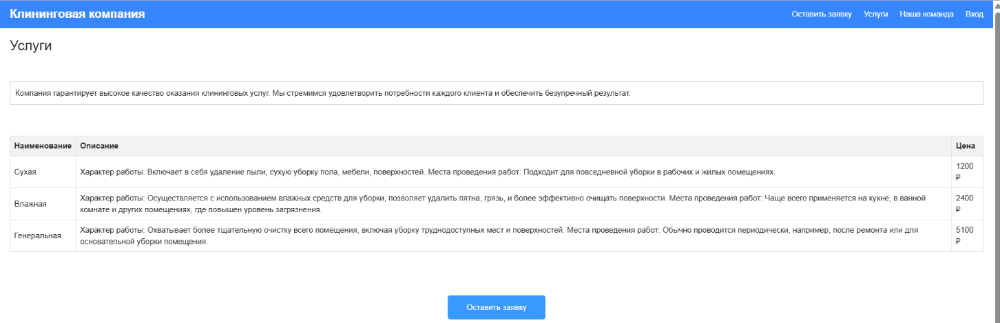 Клининговая компания
Оставить заявку Услуги Наша команда Вход
Услуги
Компания гарантирует высокое качество оказания клининговых услуг. Мы стремимся удовлетворить потребности каждого клиента и обеспечить безупречный результат.
Наименование Описание Цена
Сухая Характер работы: Включает в себя удаление пыли, сухую уборку пола, мебели, поверхностей. Места проведения работ: Подходит для повседневной уборки в рабочих и жилых помещениях. 1200
₽
Влажная Характер работы: Осуществляется с использованием влажных средств для уборки, позволяет удалить пятна, грязь, и более эффективно очищать поверхности. Места проведения работ: Чаще всего применяется на кухне, в ванной 2400
комнате и других помещениях, где повышен уровень загрязнения. ₽
Генеральная Характер работы: Охватывает более тщательную очистку всего помещения, включая уборку труднодоступных мест и поверхностей. Места проведения работ: Обычно проводится периодически, например, после ремонта или для 5100
основательной уборки помещения. ₽
Оставить заявку